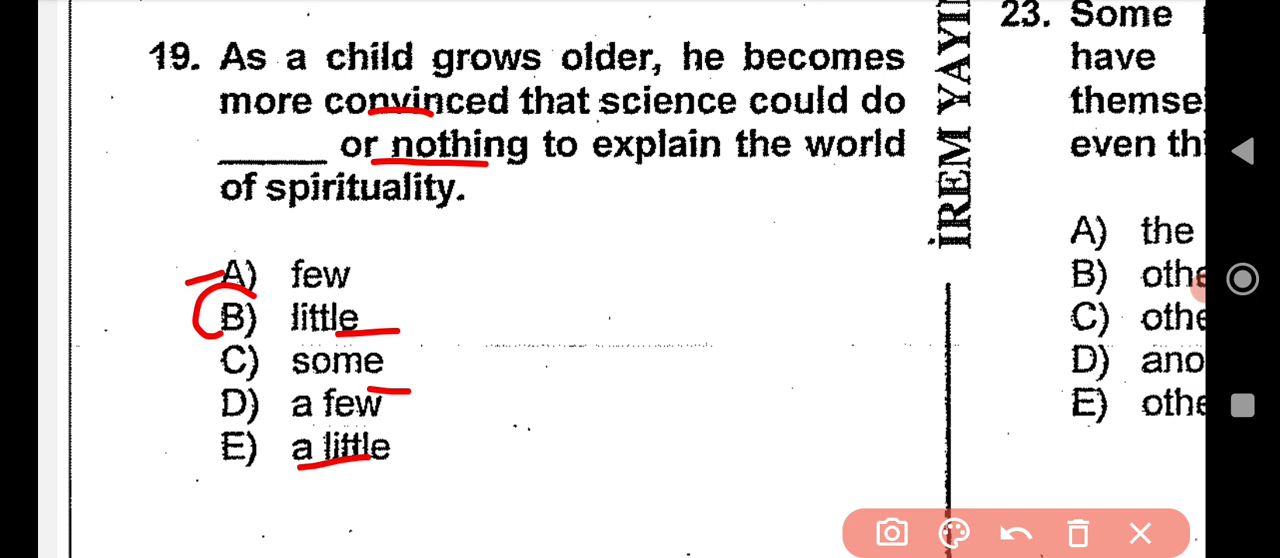 19. As a child grows older, he becomes
more convinced that science could do
_____ or nothing to explain the world
of spirituality.
A) few
B) little
C) some
D) a few
E) a little
İREM YAYI
23. Some
have
themse
even thi
A) the
B) othe
C) othe
D) ano
E) othe